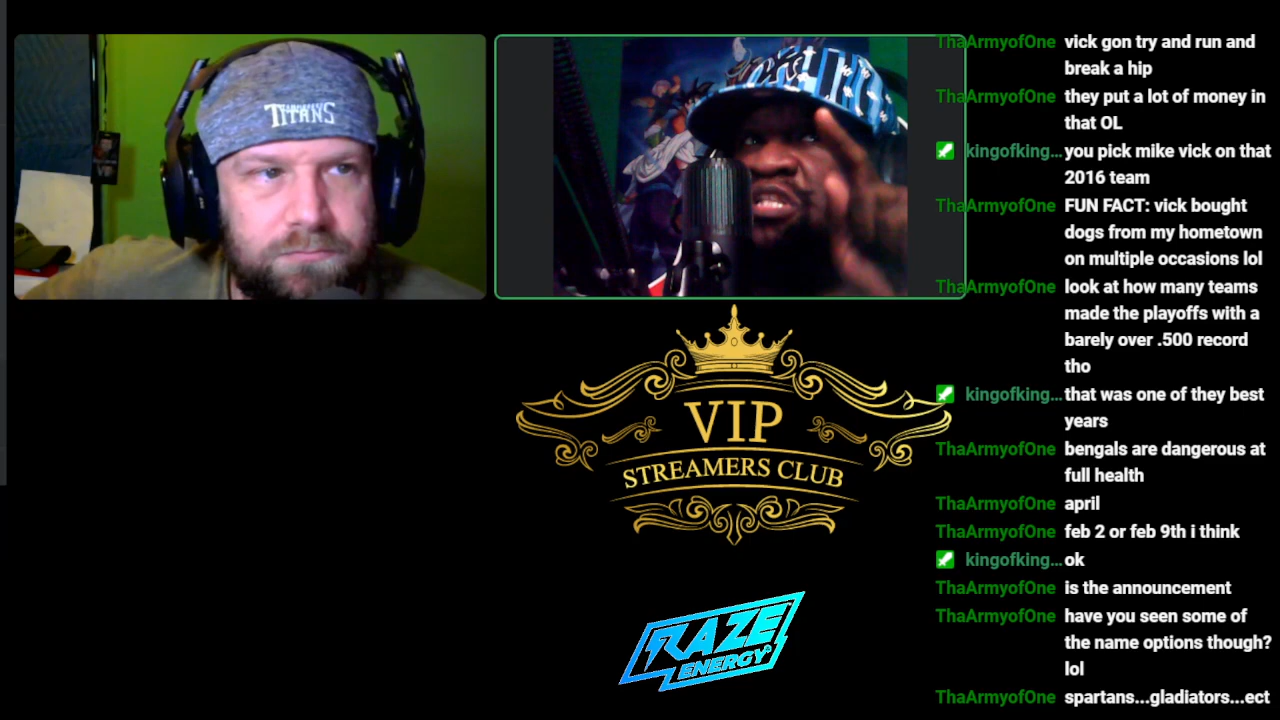 TITANS
VIP
STREAMERS CLUB
RAZE
ENERGY
ThaArmyofOne vick gon try and run and
break a hip
ThaArmyofOne they put a lot of money in
that OL
kingofking... you pick mike vick on that
2016 team
ThaArmyofOne FUN FACT: vick bought
dogs from my hometown
on multiple occasions lol
ThaArmyofOne look at how many teams
made the playoffs with a
barely over .500 record
tho
kingofking... that was one of they best
years
ThaArmyofOne bengals are dangerous at
full health
ThaArmyofOne april
ThaArmyofOne feb 2 or feb 9th i think
kingofking... ok
ThaArmyofOne is the announcement
ThaArmyofOne have you seen some of
the name options though?
lol
ThaArmyofOne spartans...gladiators...ect